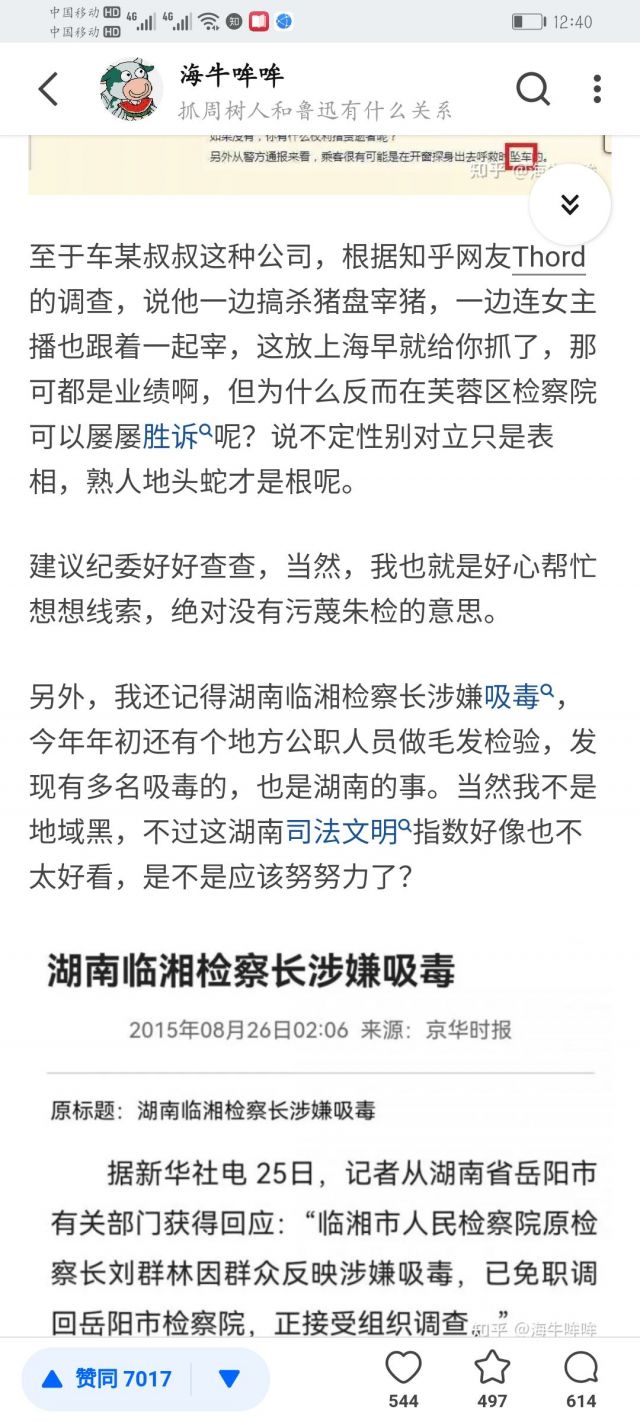 中国移动 HD 4G 4G 知 12:40
中国移动 HD
海牛哞哞
抓周树人和鲁迅有什么关系
另外从警方通报来看，乘客很有可能是在开窗探身出去呼救时坠车的。
知乎 @海牛哞哞
至于车某叔叔这种公司，根据知乎网友Thord
的调查，说他一边搞杀猪盘宰猪，一边连女主
播也跟着一起宰，这放上海早就给你抓了，那
可都是业绩啊，但为什么反而在芙蓉区检察院
可以屡屡胜诉呢？说不定性别对立只是表
相，熟人地头蛇才是根呢。
建议纪委好好查查，当然，我也就是好心帮忙
想想线索，绝对没有污蔑朱检的意思。
另外，我还记得湖南临湘检察长涉嫌吸毒，
今年年初还有个地方公职人员做毛发检验，发
现有多名吸毒的，也是湖南的事。当然我不是
地域黑，不过这湖南司法文明指数好像也不
太好看，是不是应该努努力了？
湖南临湘检察长涉嫌吸毒
2015年08月26日02:06 来源：京华时报
原标题：湖南临湘检察长涉嫌吸毒
据新华社电 25日，记者从湖南省岳阳市
有关部门获得回应：“临湘市人民检察院原检
察长刘群林因群众反映涉嫌吸毒，已免职调
回岳阳市检察院，正接受组织调查。”
知乎 @海牛哞哞
赞同 7017
544
497
614